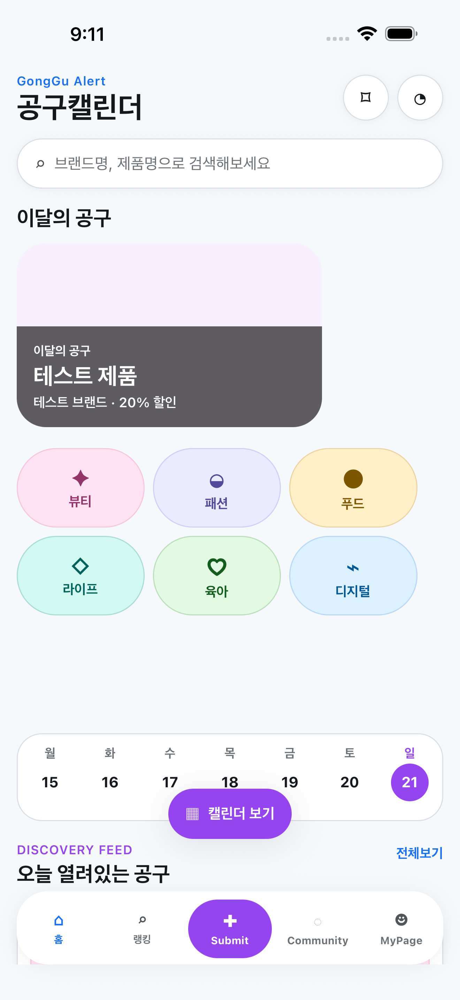 9:11
GongGu Alert
공구캘린더
브랜드명, 제품명으로 검색해보세요
이달의 공구
이달의 공구
테스트 제품
테스트 브랜드 · 20% 할인
뷰티 패션 푸드
라이프 육아 디지털
월 화 수 목 금 토 일
15 16 17 18 19 20 21
캘린더 보기
DISCOVERY FEED
전체보기
오늘 열려있는 공구
홈 랭킹 Submit Community MyPage